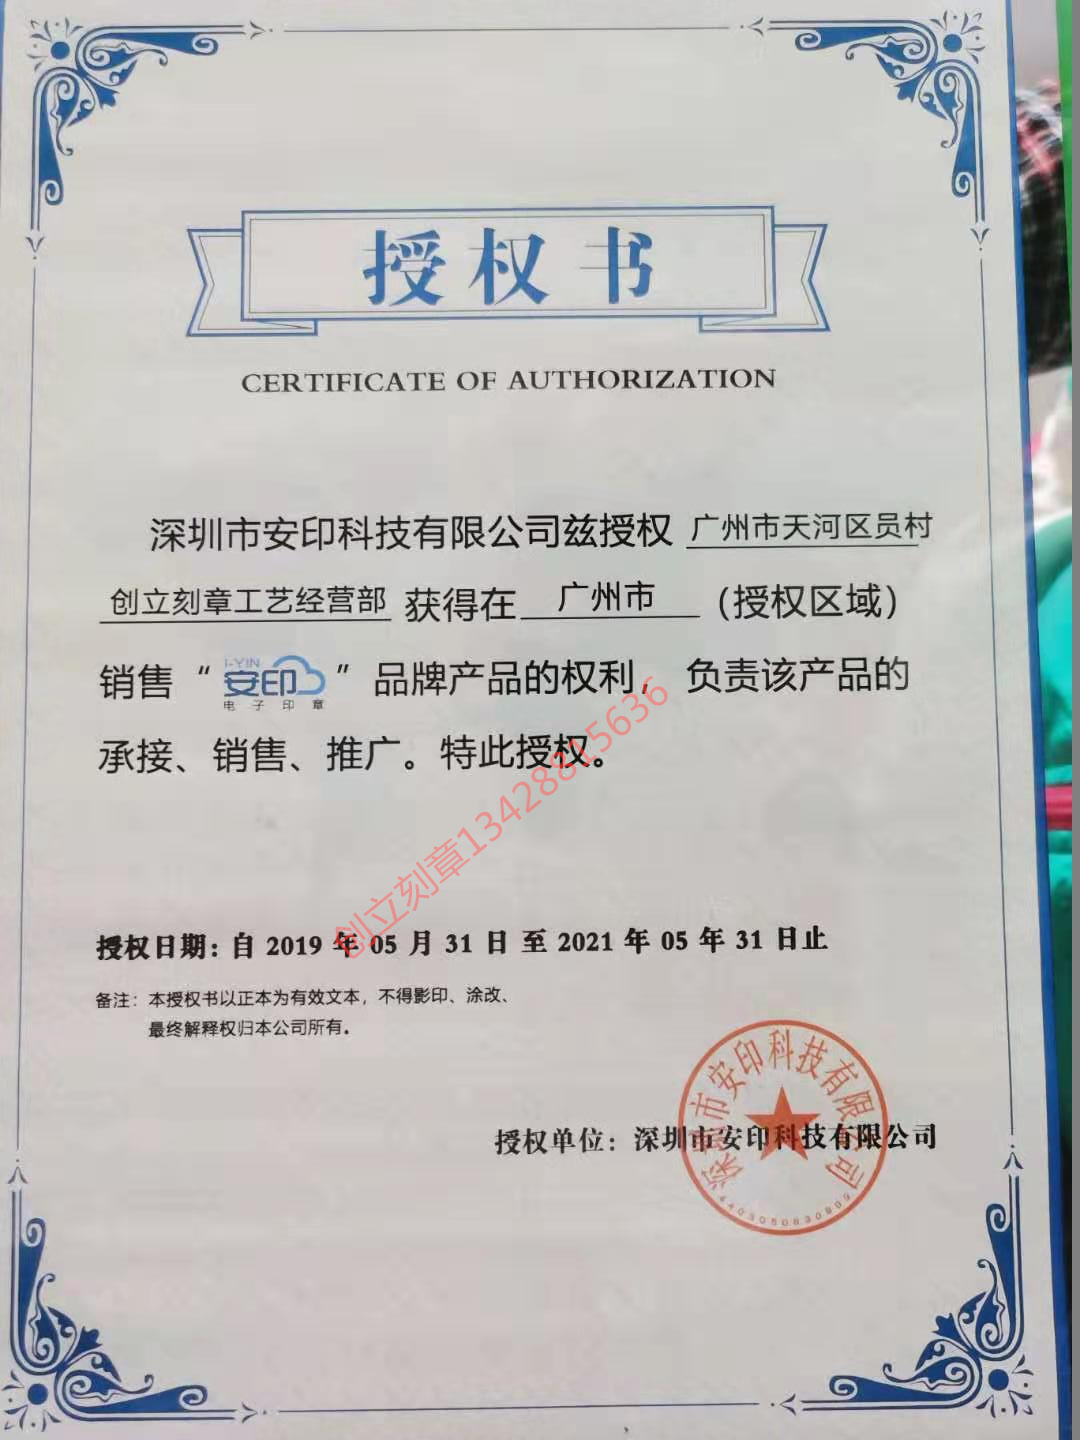 授权书
CERTIFICATE OF AUTHORIZATION
深圳市安印科技有限公司兹授权 广州市天河区员村
创立刻章工艺经营部 获得在 广州市 （授权区域）
销售“ I-YIN 安印 电子印章 ”品牌产品的权利， 负责该产品的
承接、销售、推广。特此授权。
创立刻章13428815636
授权日期：自 2019 年 05 月 31 日 至 2021 年 05 年 31 日止
备注：本授权书以正本为有效文本，不得影印、涂改、
最终解释权归本公司所有。
授权单位：深圳市安印科技有限公司
深圳市安印科技有限公司